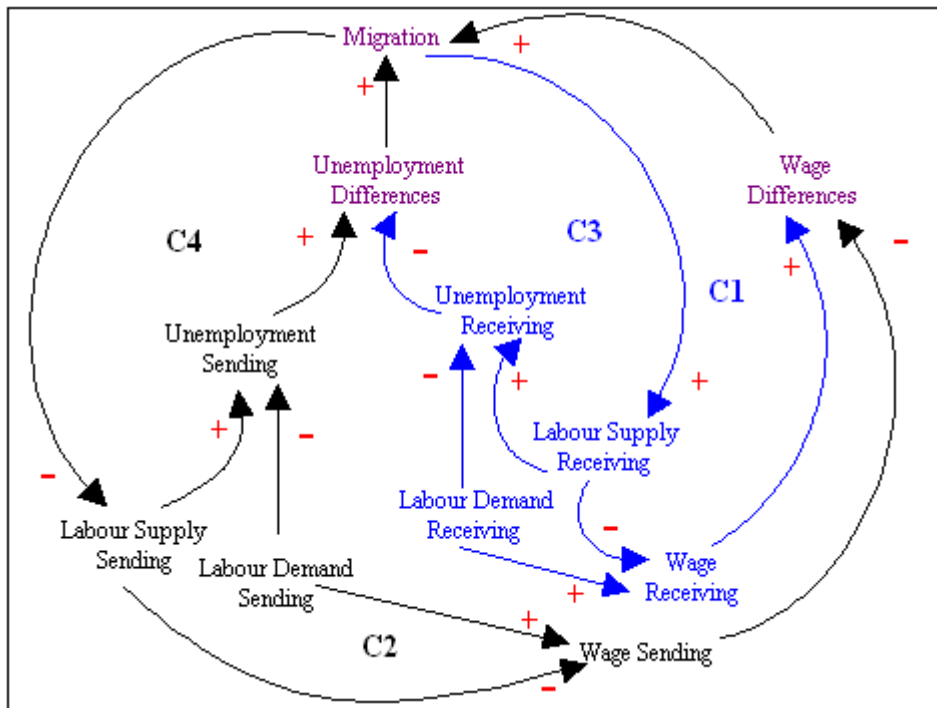 Migration
+
+
Unemployment
Differences
Wage
Differences
C4
+
-
C3
-
+
C1
Unemployment
Receiving
Unemployment
Sending
-
+
+
+
-
Labour Supply
Receiving
-
Labour Demand
Receiving
Labour Supply
Sending
-
Labour Demand
Sending
Wage
Receiving
+
+
C2
Wage Sending
-